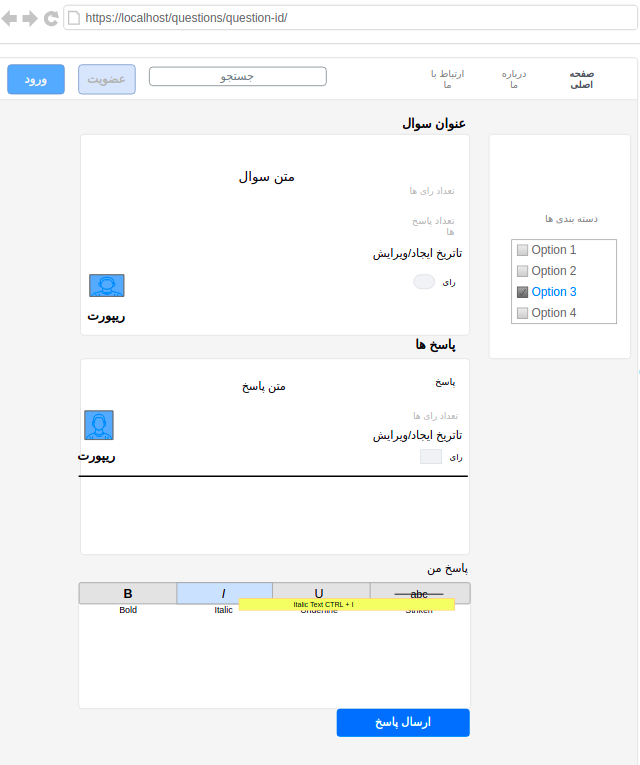 https://localhost/questions/question-id/
صفحه
اصلی
درباره
ما
ارتباط با
ما
جستجو
عضویت
ورود
عنوان سوال
متن سوال
تعداد رای ها
تعداد پاسخ
ها
تاتریخ ایجاد/ویرایش
رای
ریپورت
دسته بندی ها
Option 1
Option 2
Option 3
Option 4
پاسخ ها
پاسخ
متن پاسخ
تعداد رای ها
تاتریخ ایجاد/ویرایش
رای
ریپورت
پاسخ من
B I U abc
Italic Text CTRL + I
Bold Italic Underline Striken
ارسال پاسخ